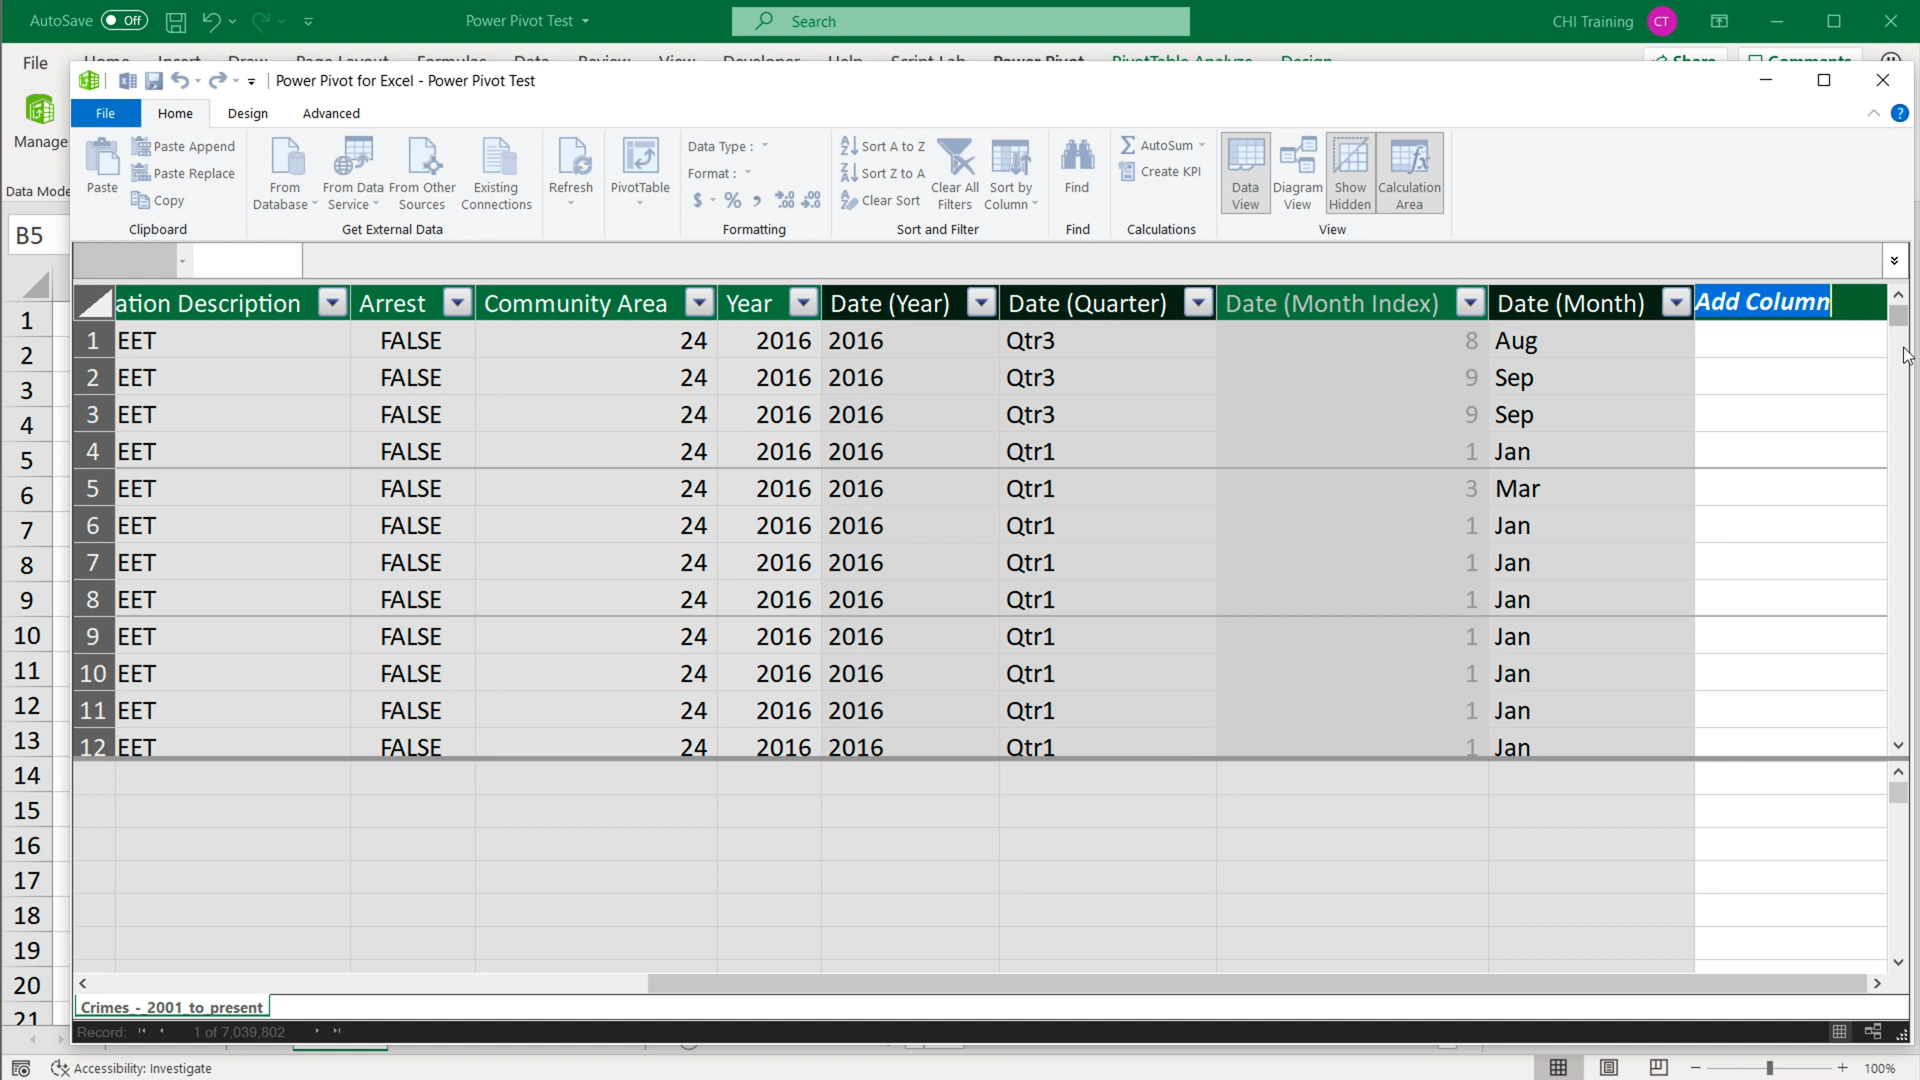 AutoSave Off Power Pivot Test Search CHI Training CT
File Home Insert Draw Page Layout Formulas Data Review View Developer Help Script Lab Power Pivot PivotTable Analyze Design Share Comments
Power Pivot for Excel - Power Pivot Test
File Home Design Advanced
Manage
Data Mode
Paste
Paste Append
Paste Replace
Copy
Clipboard
From Database
From Data Service
From Other Sources
Existing Connections
Get External Data
Refresh
PivotTable
Data Type :
Format :
$ % ,
Formatting
Sort A to Z
Sort Z to A
Clear Sort
Clear All Filters
Sort by Column
Sort and Filter
Find
Find
AutoSum
Create KPI
Calculations
Data View
Diagram View
Show Hidden
Calculation Area
View
B5
ation Description Arrest Community Area Year Date (Year) Date (Quarter) Date (Month Index) Date (Month) Add Column
1 EET FALSE 24 2016 2016 Qtr3 8 Aug
2 EET FALSE 24 2016 2016 Qtr3 9 Sep
3 EET FALSE 24 2016 2016 Qtr3 9 Sep
4 EET FALSE 24 2016 2016 Qtr1 1 Jan
5 EET FALSE 24 2016 2016 Qtr1 3 Mar
6 EET FALSE 24 2016 2016 Qtr1 1 Jan
7 EET FALSE 24 2016 2016 Qtr1 1 Jan
8 EET FALSE 24 2016 2016 Qtr1 1 Jan
9 EET FALSE 24 2016 2016 Qtr1 1 Jan
10 EET FALSE 24 2016 2016 Qtr1 1 Jan
11 EET FALSE 24 2016 2016 Qtr1 1 Jan
12 EET FALSE 24 2016 2016 Qtr1 1 Jan
1
2
3
4
5
6
7
8
9
10
11
12
13
14
15
16
17
18
19
20
21
Crimes - 2001 to present
Record: 1 of 7,039,802
Accessibility: Investigate 100%